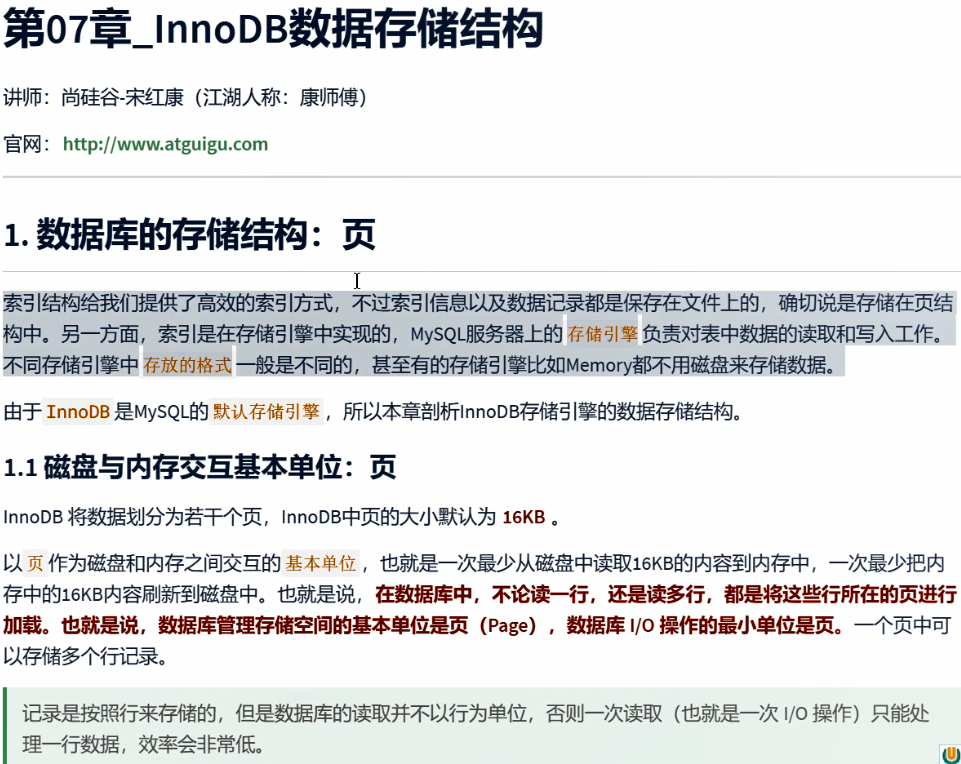 第07章_InnoDB数据存储结构
讲师：尚硅谷-宋红康（江湖人称：康师傅）
官网：http://www.atguigu.com
1. 数据库的存储结构：页
索引结构给我们提供了高效的索引方式，不过索引信息以及数据记录都是保存在文件上的，确切说是存储在页结
构中。另一方面，索引是在存储引擎中实现的，MySQL服务器上的 存储引擎 负责对表中数据的读取和写入工作。
不同存储引擎中 存放的格式 一般是不同的，甚至有的存储引擎比如Memory都不用磁盘来存储数据。
由于 InnoDB 是MySQL的 默认存储引擎 ，所以本章剖析InnoDB存储引擎的数据存储结构。
1.1 磁盘与内存交互基本单位：页
InnoDB 将数据划分为若干个页，InnoDB中页的大小默认为 16KB 。
以 页 作为磁盘和内存之间交互的 基本单位 ，也就是一次最少从磁盘中读取16KB的内容到内存中，一次最少把内
存中的16KB内容刷新到磁盘中。也就是说，在数据库中，不论读一行，还是读多行，都是将这些行所在的页进行
加载。也就是说，数据库管理存储空间的基本单位是页（Page），数据库 I/O 操作的最小单位是页。一个页中可
以存储多个行记录。
记录是按照行来存储的，但是数据库的读取并不以行为单位，否则一次读取（也就是一次 I/O 操作）只能处
理一行数据，效率会非常低。